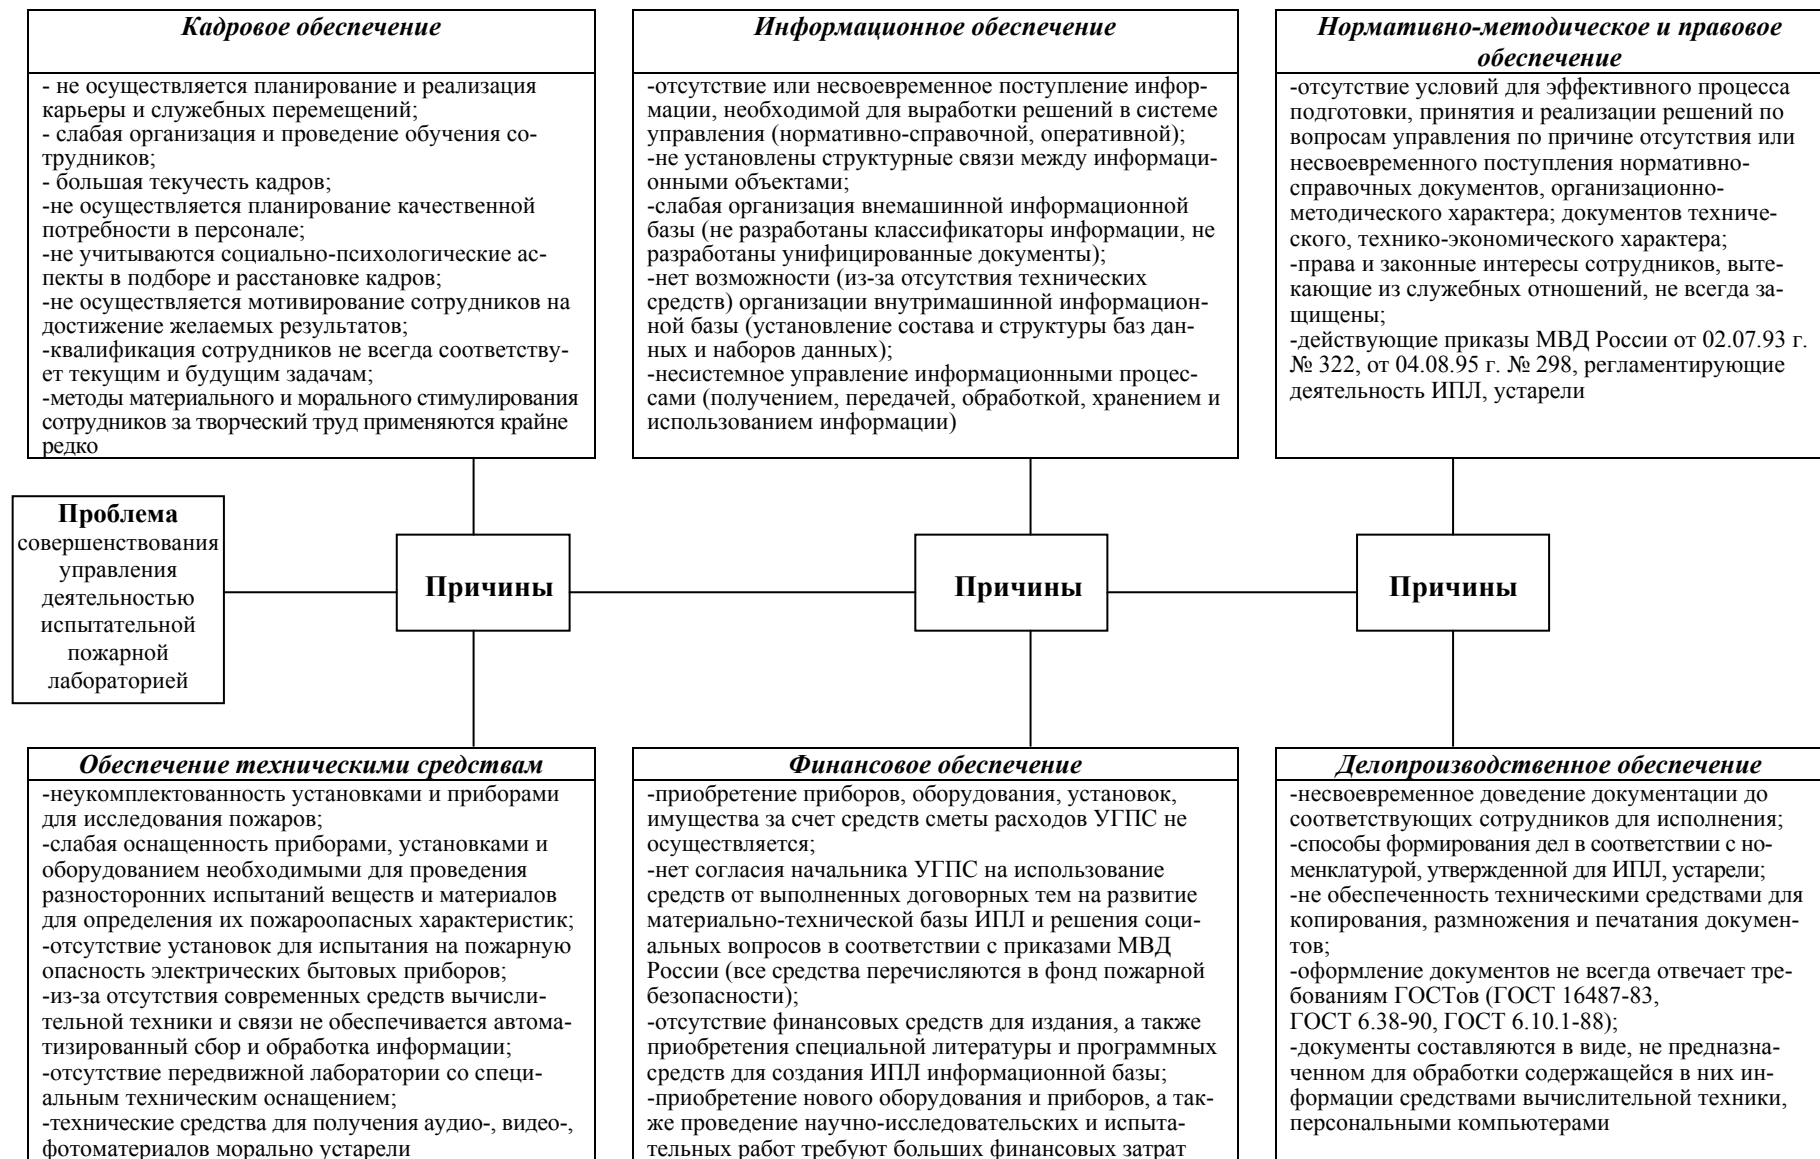 Кадровое обеспечение
- не осуществляется планирование и реализация
карьеры и служебных перемещений;
- слабая организация и проведение обучения со-
трудников;
- большая текучесть кадров;
-не осуществляется планирование качественной
потребности в персонале;
-не учитываются социально-психологические ас-
пекты в подборе и расстановке кадров;
-не осуществляется мотивирование сотрудников на
достижение желаемых результатов;
-квалификация сотрудников не всегда соответству-
ет текущим и будущим задачам;
-методы материального и морального стимулирования
сотрудников за творческий труд применяются крайне
редко
Информационное обеспечение
-отсутствие или несвоевременное поступление инфор-
мации, необходимой для выработки решений в системе
управления (нормативно-справочной, оперативной);
-не установлены структурные связи между информаци-
онными объектами;
-слабая организация внемашинной информационной
базы (не разработаны классификаторы информации, не
разработаны унифицированные документы);
-нет возможности (из-за отсутствия технических
средств) организации внутримашинной информацион-
ной базы (установление состава и структуры баз дан-
ных и наборов данных);
-несистемное управление информационными процес-
сами (получением, передачей, обработкой, хранением и
использованием информации)
Нормативно-методическое и правовое
обеспечение
-отсутствие условий для эффективного процесса
подготовки, принятия и реализации решений по
вопросам управления по причине отсутствия или
несвоевременного поступления нормативно-
справочных документов, организационно-
методического характера; документов техниче-
ского, технико-экономического характера;
-права и законные интересы сотрудников, выте-
кающие из служебных отношений, не всегда за-
щищены;
-действующие приказы МВД России от 02.07.93 г.
№ 322, от 04.08.95 г. № 298, регламентирующие
деятельность ИПЛ, устарели
Проблема
совершенствования
управления
деятельностью
испытательной
пожарной
лабораторией
Причины
Причины
Причины
Обеспечение техническими средствам
-неукомплектованность установками и приборами
для исследования пожаров;
-слабая оснащенность приборами, установками и
оборудованием необходимыми для проведения
разносторонних испытаний веществ и материалов
для определения их пожароопасных характеристик;
-отсутствие установок для испытания на пожарную
опасность электрических бытовых приборов;
-из-за отсутствия современных средств вычисли-
тельной техники и связи не обеспечивается автома-
тизированный сбор и обработка информации;
-отсутствие передвижной лаборатории со специ-
альным техническим оснащением;
-технические средства для получения аудио-, видео-,
фотоматериалов морально устарели
Финансовое обеспечение
-приобретение приборов, оборудования, установок,
имущества за счет средств сметы расходов УГПС не
осуществляется;
-нет согласия начальника УГПС на использование
средств от выполненных договорных тем на развитие
материально-технической базы ИПЛ и решения соци-
альных вопросов в соответствии с приказами МВД
России (все средства перечисляются в фонд пожарной
безопасности);
-отсутствие финансовых средств для издания, а также
приобретения специальной литературы и программных
средств для создания ИПЛ информационной базы;
-приобретение нового оборудования и приборов, а так-
же проведение научно-исследовательских и испыта-
тельных работ требуют больших финансовых затрат
Делопроизводственное обеспечение
-несвоевременное доведение документации до
соответствующих сотрудников для исполнения;
-способы формирования дел в соответствии с но-
менклатурой, утвержденной для ИПЛ, устарели;
-не обеспеченность техническими средствами для
копирования, размножения и печатания докумен-
тов;
-оформление документов не всегда отвечает тре-
бованиям ГОСТов (ГОСТ 16487-83,
ГОСТ 6.38-90, ГОСТ 6.10.1-88);
-документы составляются в виде, не предназна-
ченном для обработки содержащейся в них ин-
формации средствами вычислительной техники,
персональными компьютерами